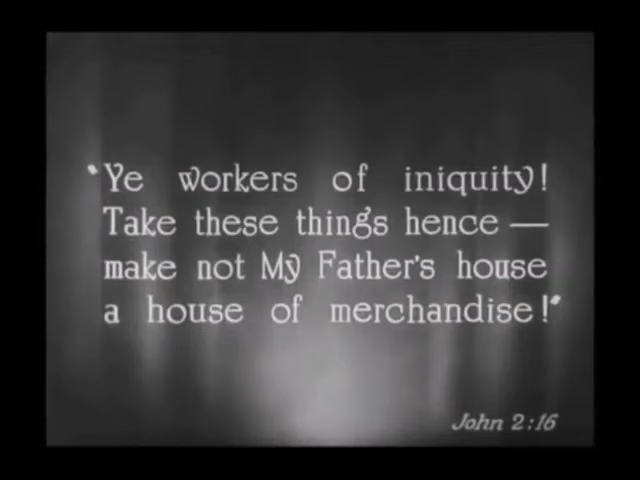 "Ye workers of iniquity!
Take these things hence —
make not My Father's house
a house of merchandise!"
John 2:16